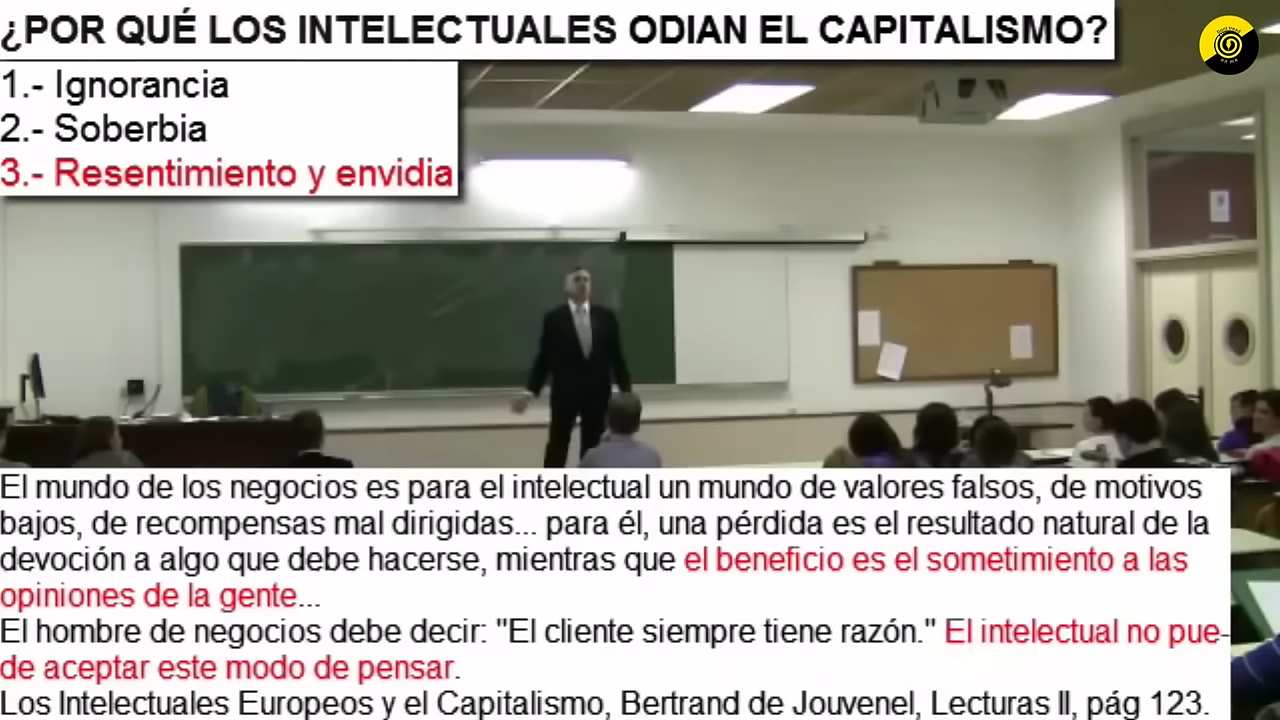 ¿POR QUÉ LOS INTELECTUALES ODIAN EL CAPITALISMO?
1.- Ignorancia
2.- Soberbia
3.- Resentimiento y envidia
El mundo de los negocios es para el intelectual un mundo de valores falsos, de motivos
bajos, de recompensas mal dirigidas... para él, una pérdida es el resultado natural de la
devoción a algo que debe hacerse, mientras que el beneficio es el sometimiento a las
opiniones de la gente...
El hombre de negocios debe decir: "El cliente siempre tiene razón." El intelectual no pue-
de aceptar este modo de pensar.
Los Intelectuales Europeos y el Capitalismo, Bertrand de Jouvenel, Lecturas II, pág 123.